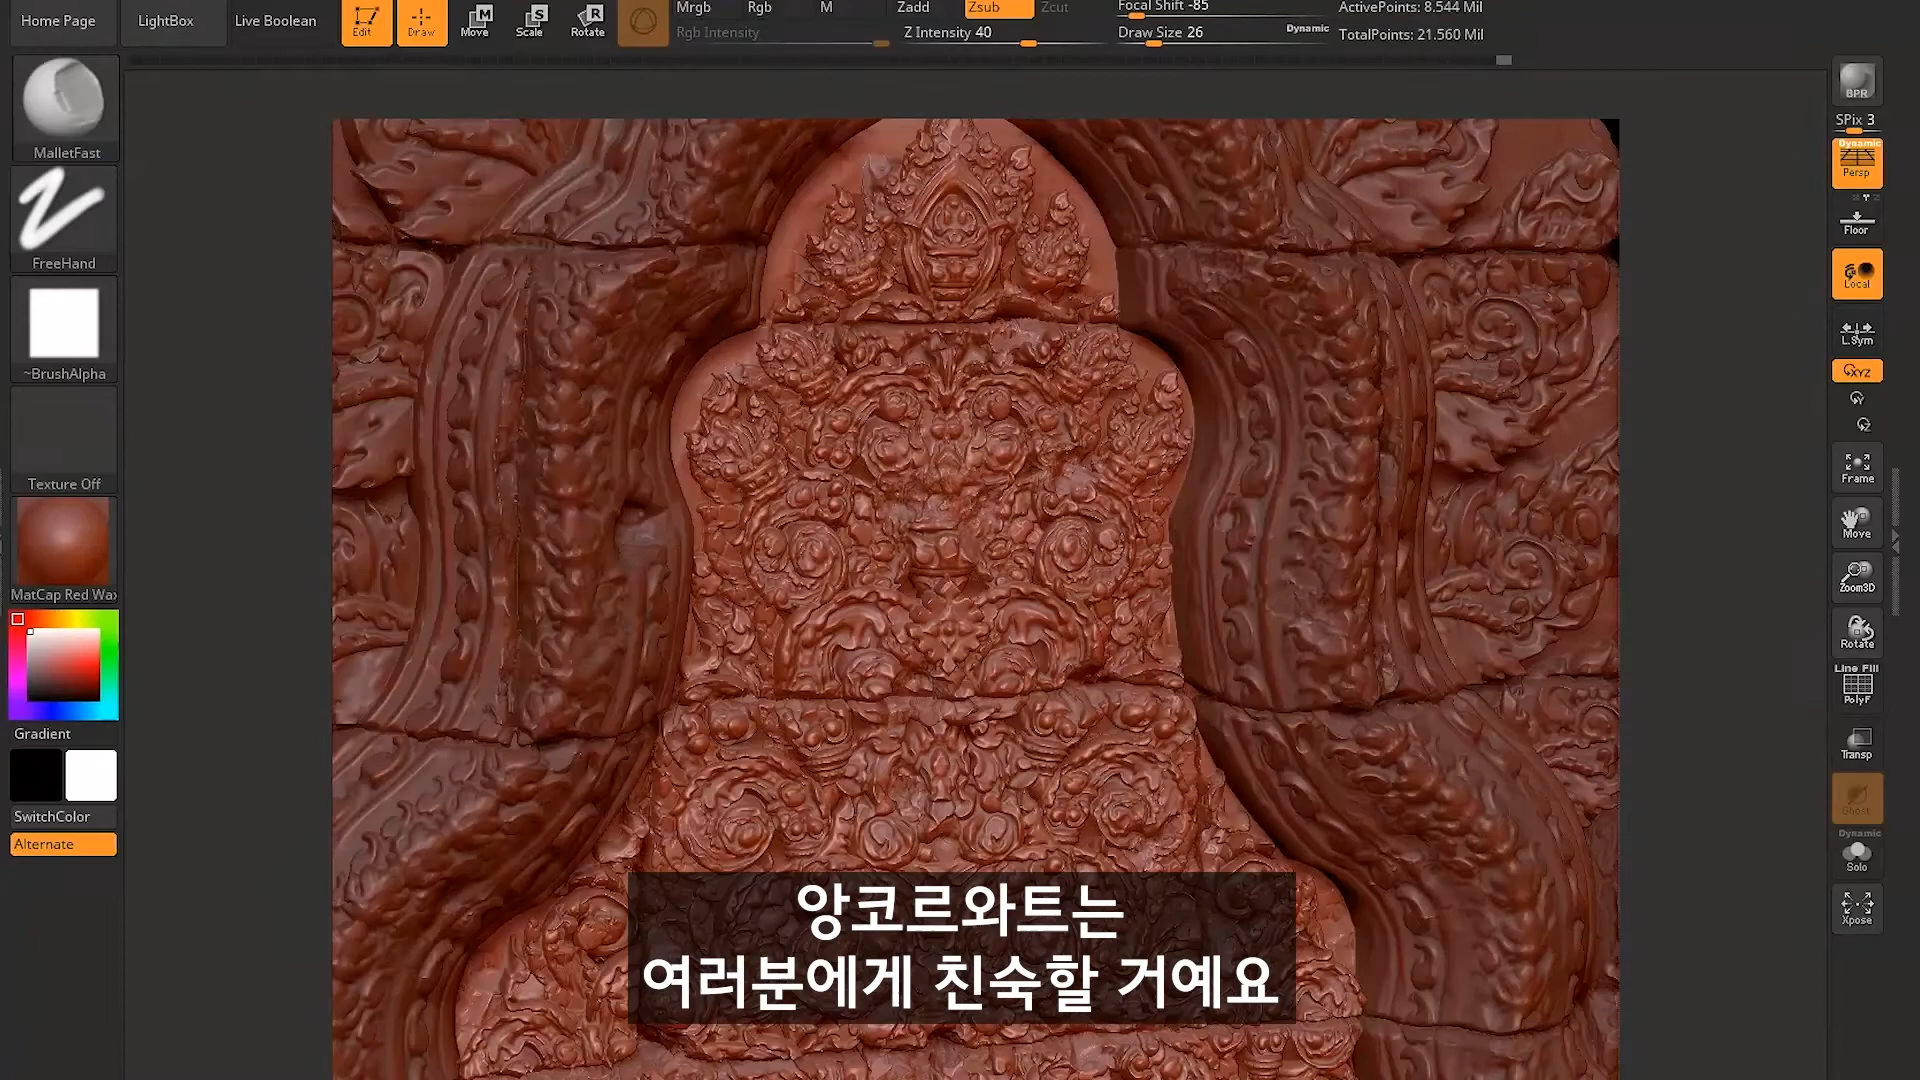 Home Page
LightBox
Live Boolean
Edit
Draw
M
Move
S
Scale
R
Rotate
Mrgb
Rgb
M
Rgb Intensity
Zadd
Zsub
Zcut
Z Intensity 40
Focal Shift -85
Draw Size 26
Dynamic
ActivePoints: 8.544 Mil
TotalPoints: 21.560 Mil
MalletFast
FreeHand
~BrushAlpha
Texture Off
MatCap Red Wax
Gradient
SwitchColor
Alternate
BPR
SPix 3
Dynamic
Persp
Floor
Local
L.Sym
XYZ
Y
Z
Frame
Move
Zoom3D
Rotate
Line Fill
PolyF
Transp
Ghost
Dynamic
Solo
Xpose
앙코르와트는
여러분에게 친숙할 거예요